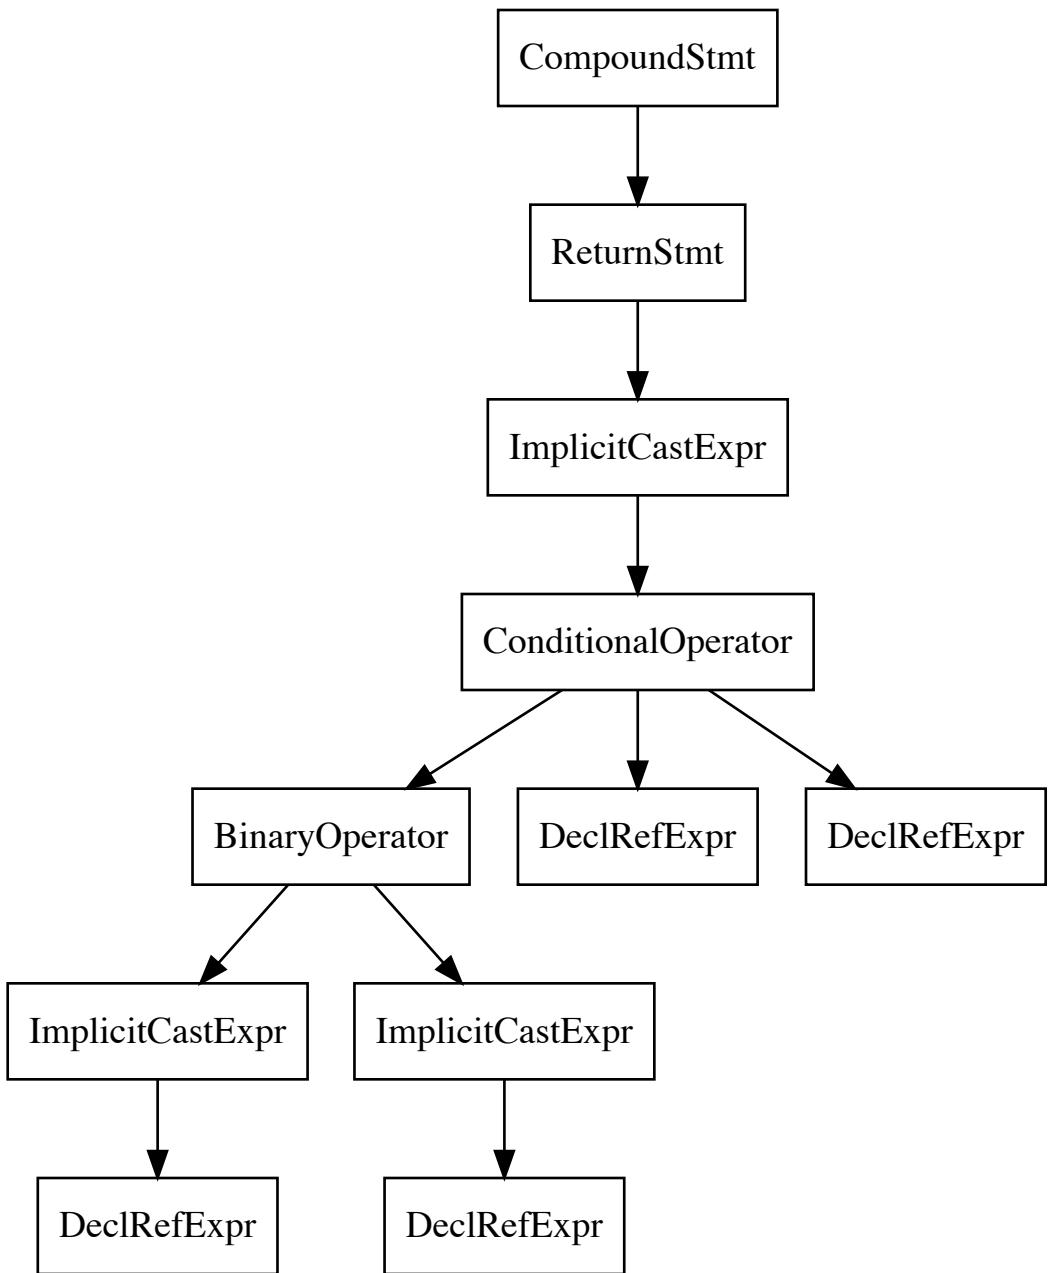 CompoundStmt
ReturnStmt
ImplicitCastExpr
ConditionalOperator
BinaryOperator
DeclRefExpr
DeclRefExpr
ImplicitCastExpr
ImplicitCastExpr
DeclRefExpr
DeclRefExpr